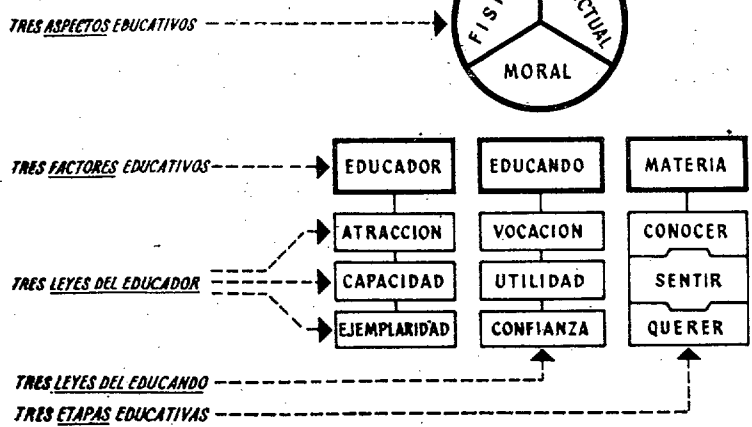 TRES ASPECTOS EDUCATIVOS
MORAL
TRES FACTORES EDUCATIVOS
EDUCADOR
EDUCANDO
MATERIA
ATRACCION
VOCACION
CONOCER
TRES LEYES DEL EDUCADOR
CAPACIDAD
UTILIDAD
SENTIR
EJEMPLARIDAD
CONFIANZA
QUERER
TRES LEYES DEL EDUCANDO
TRES ETAPAS EDUCATIVAS